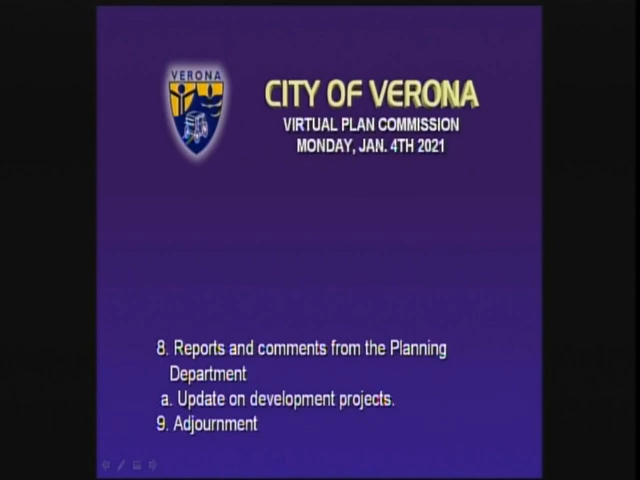 VERONA
CITY OF VERONA
VIRTUAL PLAN COMMISSION
MONDAY, JAN. 4TH 2021
8. Reports and comments from the Planning
Department
a. Update on development projects.
9. Adjournment